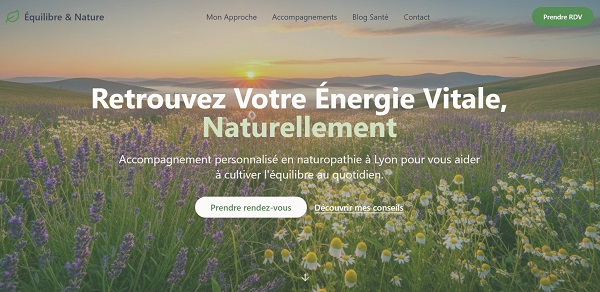 Équilibre & Nature
Mon Approche Accompagnements Blog Santé Contact
Prendre RDV
Retrouvez Votre Énergie Vitale,
Naturellement
Accompagnement personnalisé en naturopathie à Lyon pour vous aider
à cultiver l'équilibre au quotidien.
Prendre rendez-vous Découvrir mes conseils